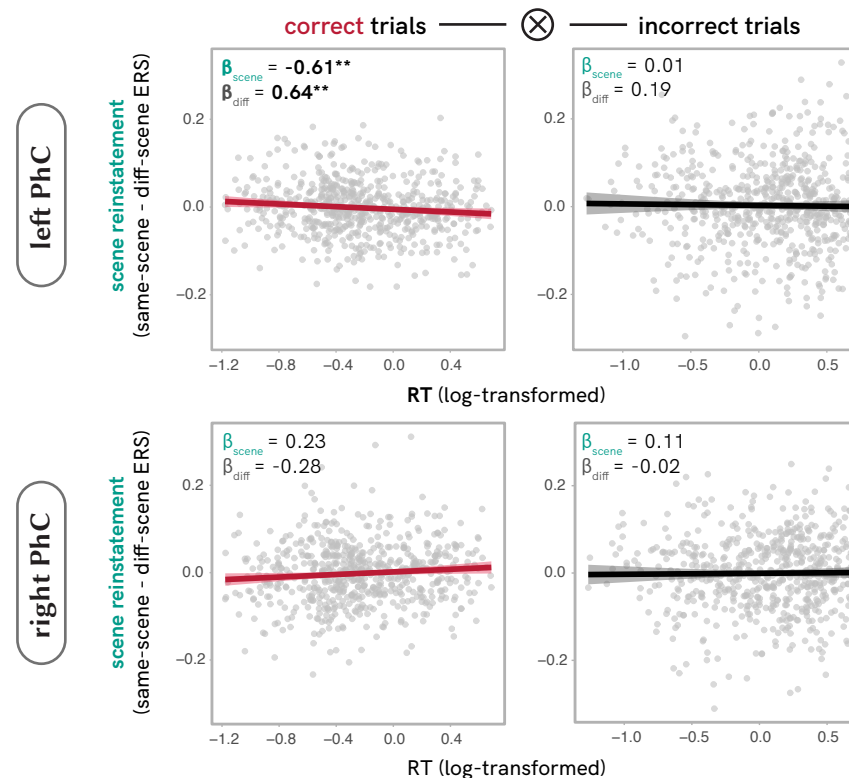 correct trials ⊗ incorrect trials
left PhC
scene reinstatement
(same-scene - diff-scene ERS)
βscene = -0.61**
βdiff = 0.64**
0.2
0.0
−0.2
−1.2 −0.8 −0.4 0.0 0.4
βscene = 0.01
βdiff = 0.19
0.2
0.0
−0.2
−1.0 0.0 0.5
RT (log-transformed)
right PhC
scene reinstatement
(same-scene - diff-scene ERS)
βscene = 0.23
βdiff = -0.28
0.2
0.0
−0.2
−1.2 −0.8 −0.4 0.0 0.4
βscene = 0.11
βdiff = -0.02
0.2
0.0
−0.2
−1.0 −0.5 0.0 0.5
RT (log-transformed)